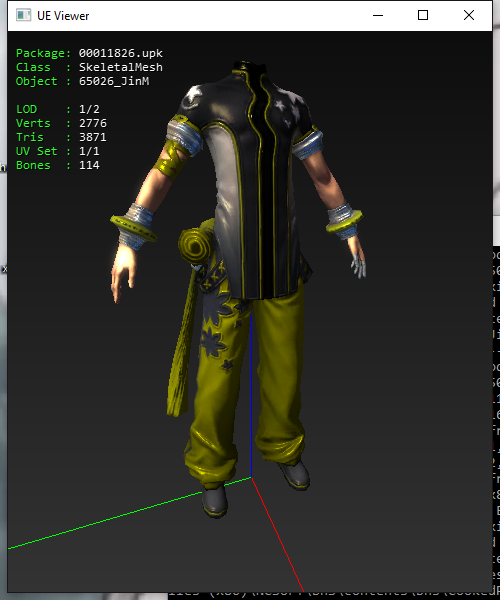 UE Viewer
Package: 00011826.upk
Class  : SkeletalMesh
Object : 65026_JinM
LOD    : 1/2
Verts  : 2776
Tris   : 3871
UV Set : 1/1
Bones  : 114